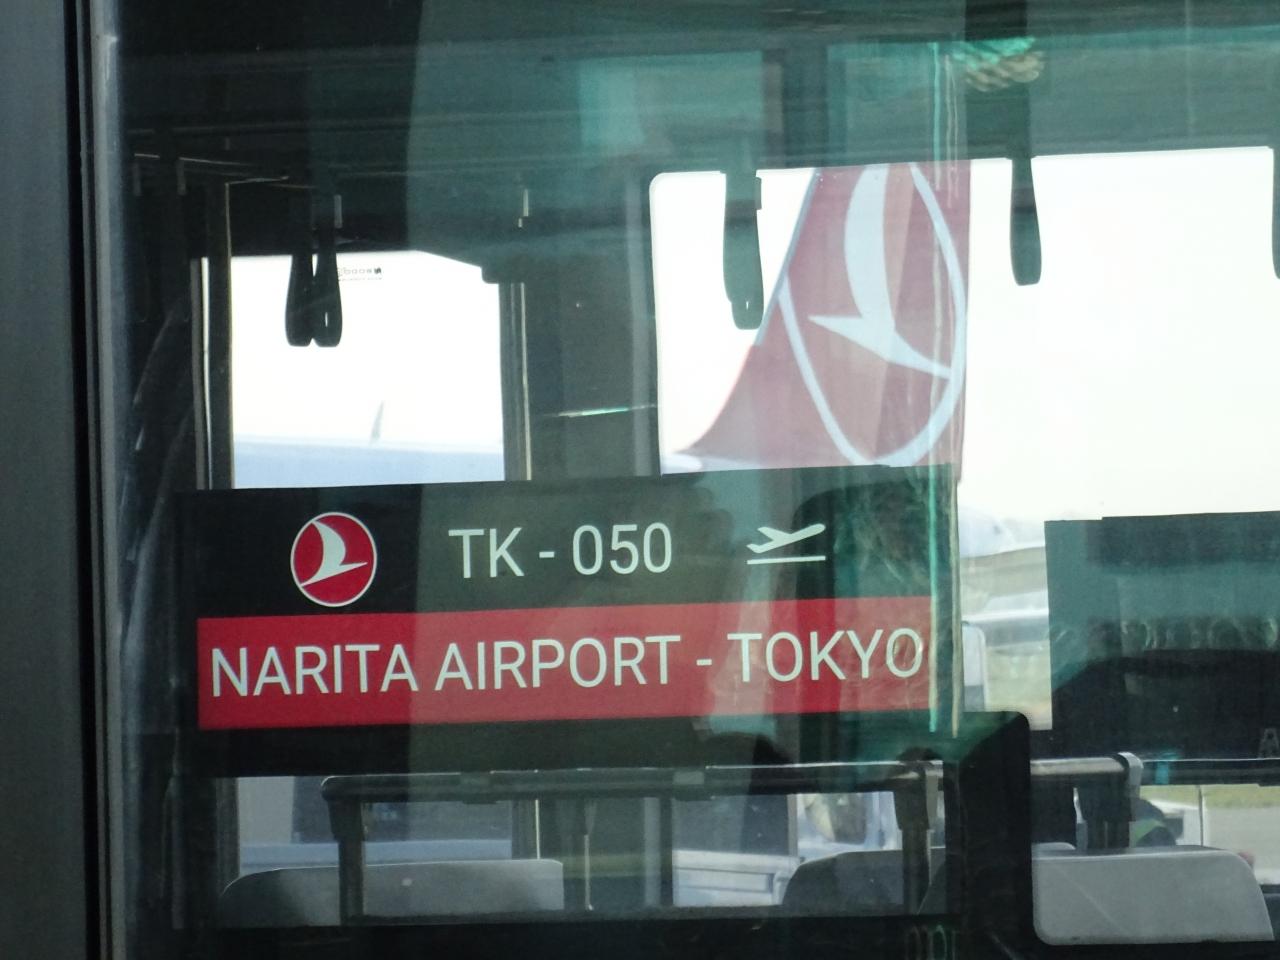 TK - 050
NARITA AIRPORT - TOKYO